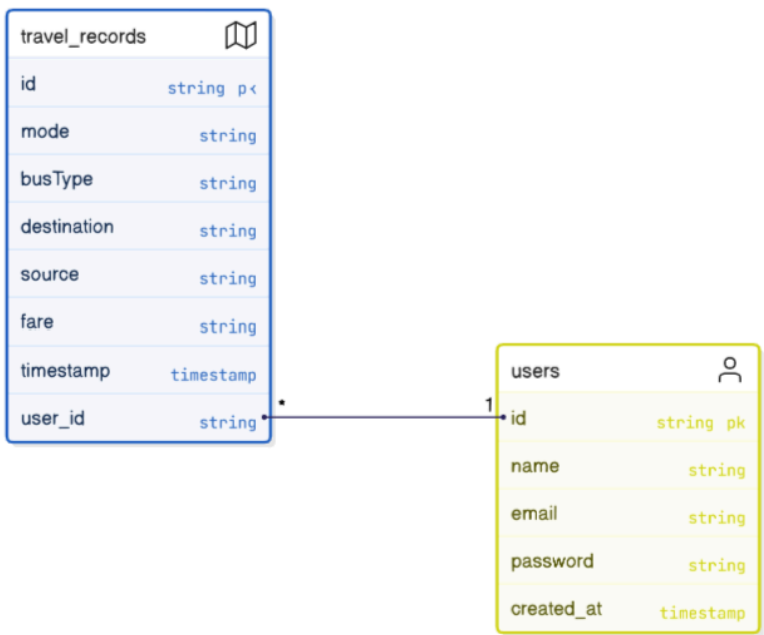 travel_records
id string p<
mode string
busType string
destination string
source string
fare string
timestamp timestamp
user_id string
* 1
users
id string pk
name string
email string
password string
created_at timestamp